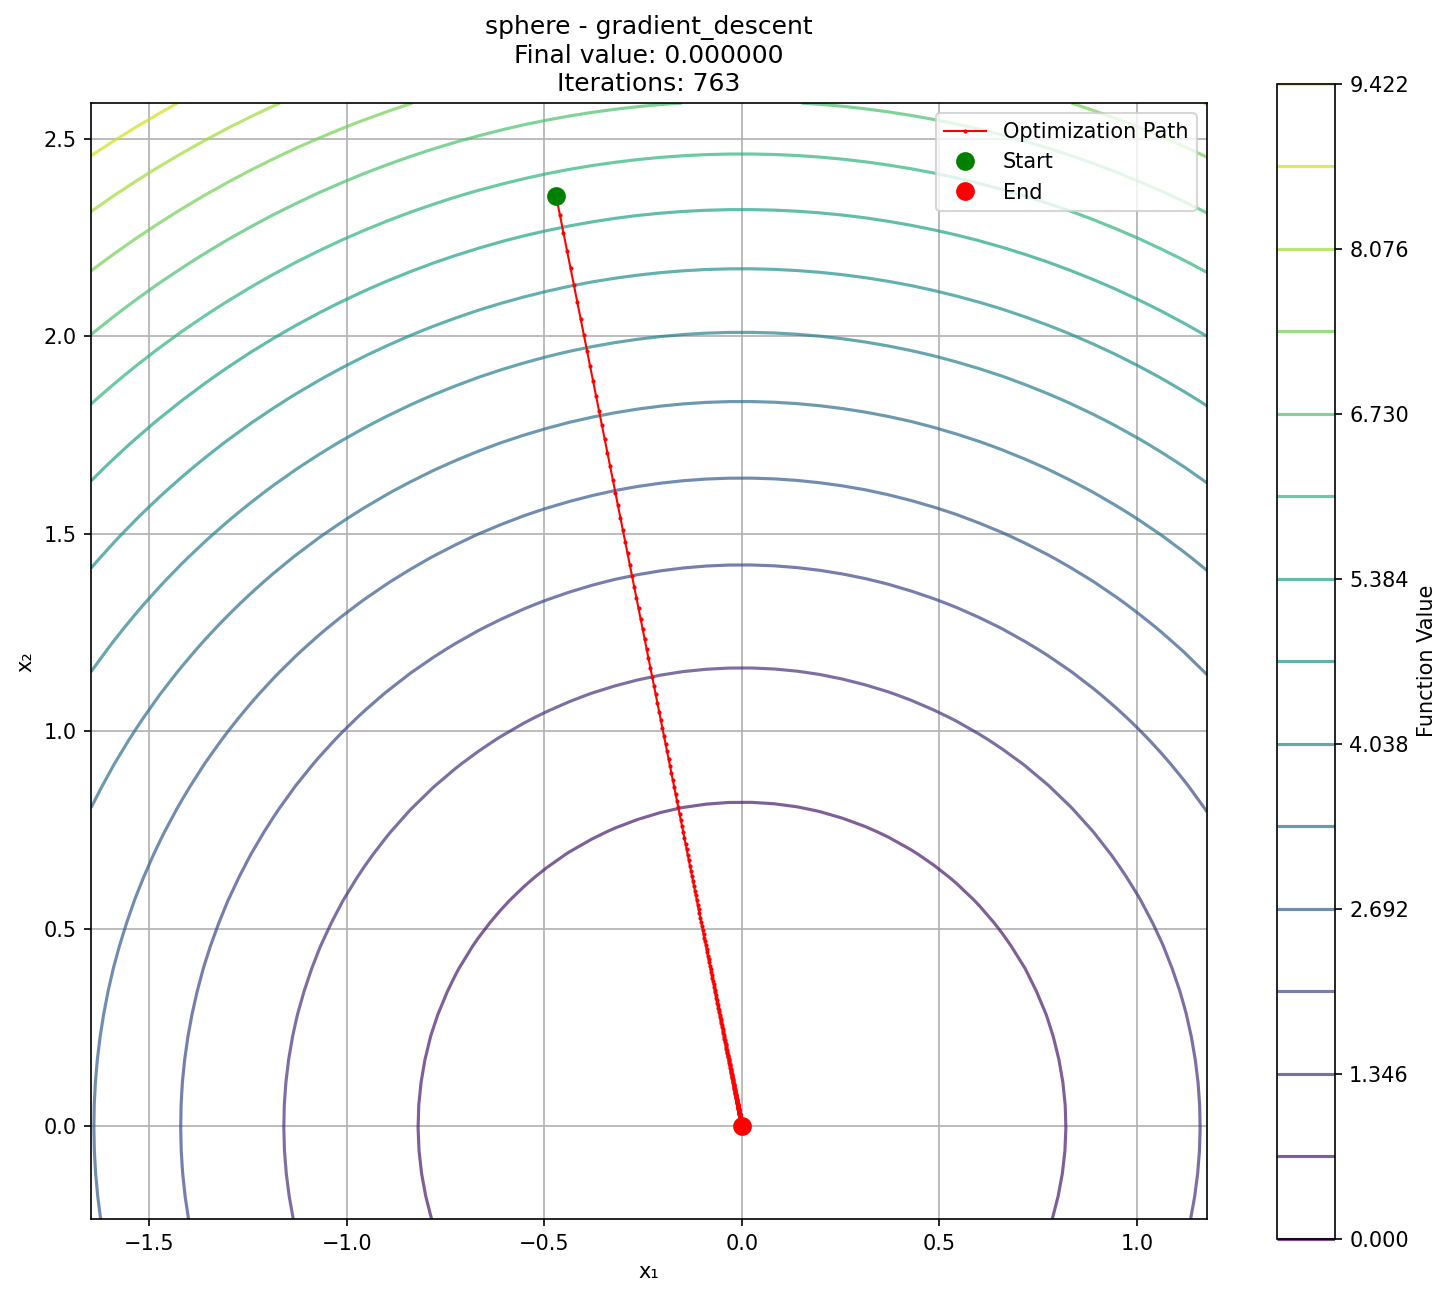 sphere - gradient_descent
Final value: 0.000000
Iterations: 763
Optimization Path
Start
End
2.5
2.0
1.5
1.0
0.5
0.0
x₂
−1.5
−1.0
−0.5
0.0
0.5
1.0
x₁
9.422
8.076
6.730
5.384
4.038
2.692
1.346
0.000
Function Value